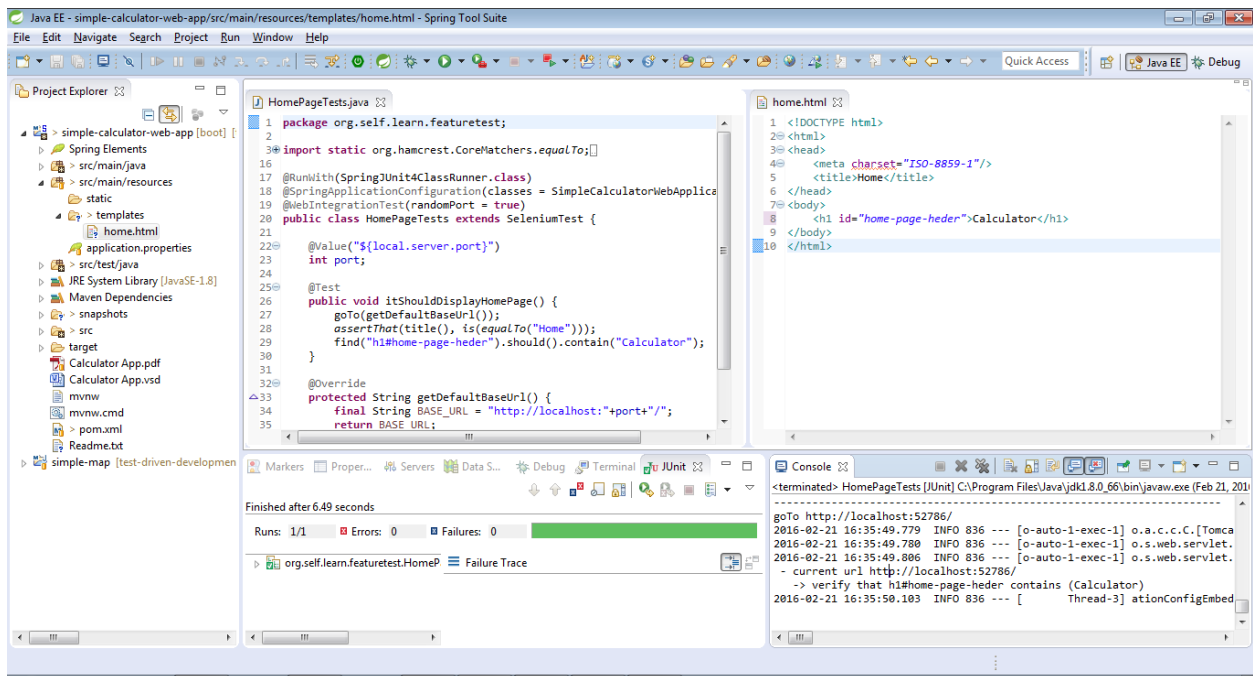 Java EE - simple-calculator-web-app/src/main/resources/templates/home.html - Spring Tool Suite
File Edit Navigate Search Project Run Window Help
Quick Access Java EE Debug
Project Explorer
> simple-calculator-web-app [boot] [
Spring Elements
> src/main/java
> src/main/resources
static
> templates
home.html
application.properties
> src/test/java
JRE System Library [JavaSE-1.8]
Maven Dependencies
> snapshots
> src
target
Calculator App.pdf
Calculator App.vsd
mvnw
mvnw.cmd
> pom.xml
Readme.txt
simple-map [test-driven-developmen
HomePageTests.java
1 package org.self.learn.featuretest;
2
3 import static org.hamcrest.CoreMatchers.equalTo;
16
17 @RunWith(SpringJUnit4ClassRunner.class)
18 @SpringApplicationConfiguration(classes = SimpleCalculatorWebApplica
19 @WebIntegrationTest(randomPort = true)
20 public class HomePageTests extends SeleniumTest {
21
22 @Value("${local.server.port}")
23 int port;
24
25 @Test
26 public void itShouldDisplayHomePage() {
27 goTo(getDefaultBaseUrl());
28 assertThat(title(), is(equalTo("Home")));
29 find("h1#home-page-heder").should().contain("Calculator");
30 }
31
32 @Override
33 protected String getDefaultBaseUrl() {
34 final String BASE_URL = "http://localhost:"+port+"/";
35 return BASE_URL;
home.html
1 <!DOCTYPE html>
2 <html>
3 <head>
4 <meta charset="ISO-8859-1"/>
5 <title>Home</title>
6 </head>
7 <body>
8 <h1 id="home-page-heder">Calculator</h1>
9 </body>
10 </html>
Markers Proper... Servers Data S... Debug Terminal JUnit
Finished after 6.49 seconds
Runs: 1/1 Errors: 0 Failures: 0
org.self.learn.featuretest.HomeP Failure Trace
Console
<terminated> HomePageTests [JUnit] C:\Program Files\Java\jdk1.8.0_66\bin\javaw.exe (Feb 21, 201
-----------------------------------------------------------------
goTo http://localhost:52786/
2016-02-21 16:35:49.779 INFO 836 --- [o-auto-1-exec-1] o.a.c.c.C.[Tomca
2016-02-21 16:35:49.780 INFO 836 --- [o-auto-1-exec-1] o.s.web.servlet.
2016-02-21 16:35:49.806 INFO 836 --- [o-auto-1-exec-1] o.s.web.servlet.
- current url http://localhost:52786/
-> verify that h1#home-page-heder contains (Calculator)
2016-02-21 16:35:50.103 INFO 836 --- [ Thread-3] ationConfigEmbed